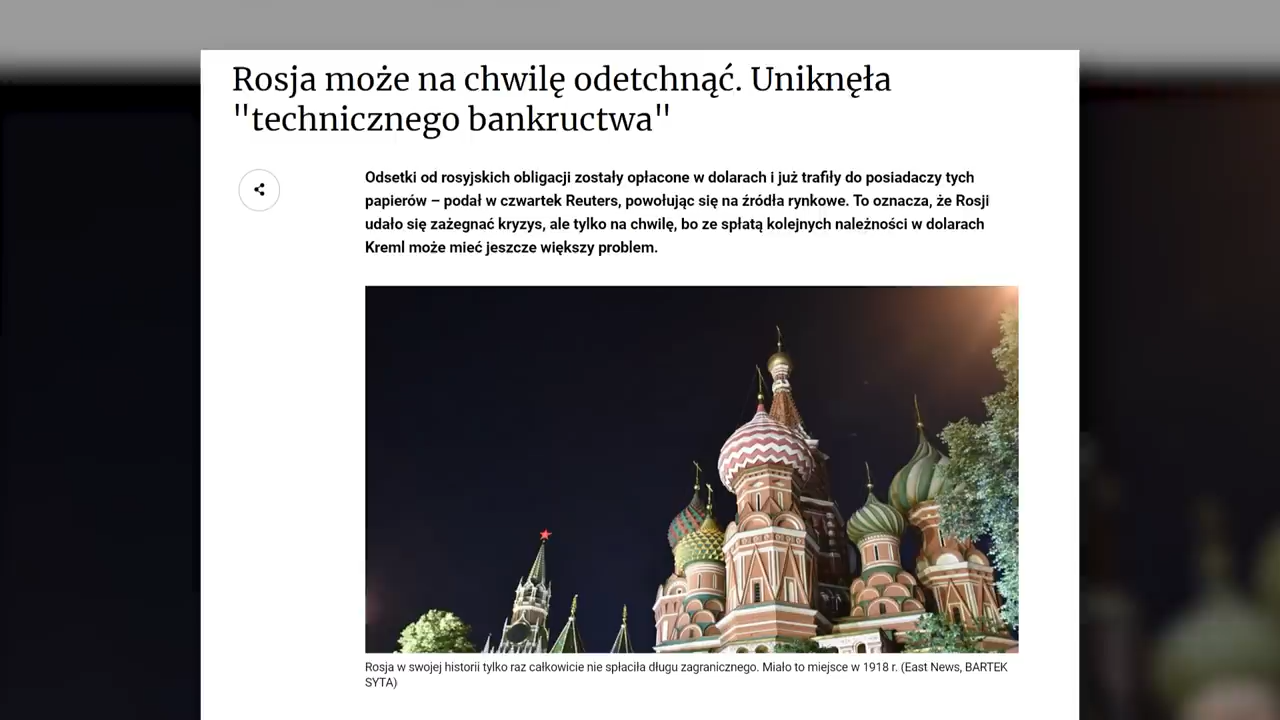 Rosja może na chwilę odetchnąć. Uniknęła
"technicznego bankructwa"
Odsetki od rosyjskich obligacji zostały opłacone w dolarach i już trafiły do posiadaczy tych
papierów – podał w czwartek Reuters, powołując się na źródła rynkowe. To oznacza, że Rosji
udało się zażegnać kryzys, ale tylko na chwilę, bo ze spłatą kolejnych należności w dolarach
Kreml może mieć jeszcze większy problem.
Rosja w swojej historii tylko raz całkowicie nie spłaciła długu zagranicznego. Miało to miejsce w 1918 r. (East News, BARTEK
SYTA)